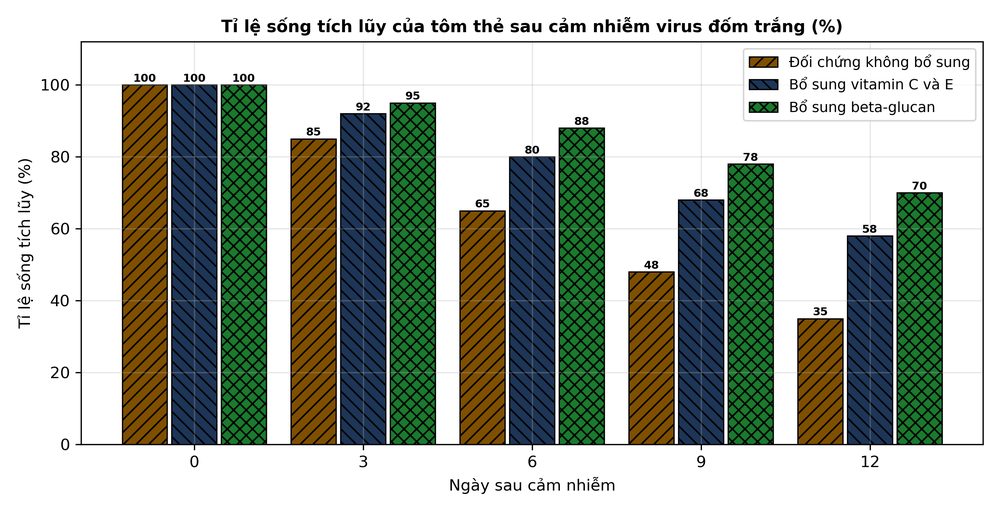 Tỉ lệ sống tích lũy của tôm thẻ sau cảm nhiễm virus đốm trắng (%)
Đối chứng không bổ sung
Bổ sung vitamin C và E
Bổ sung beta-glucan
Tỉ lệ sống tích lũy (%)
100
80
60
40
20
0
100 100 100
85 92 95
65 80 88
48 68 78
35 58 70
0 3 6 9 12
Ngày sau cảm nhiễm